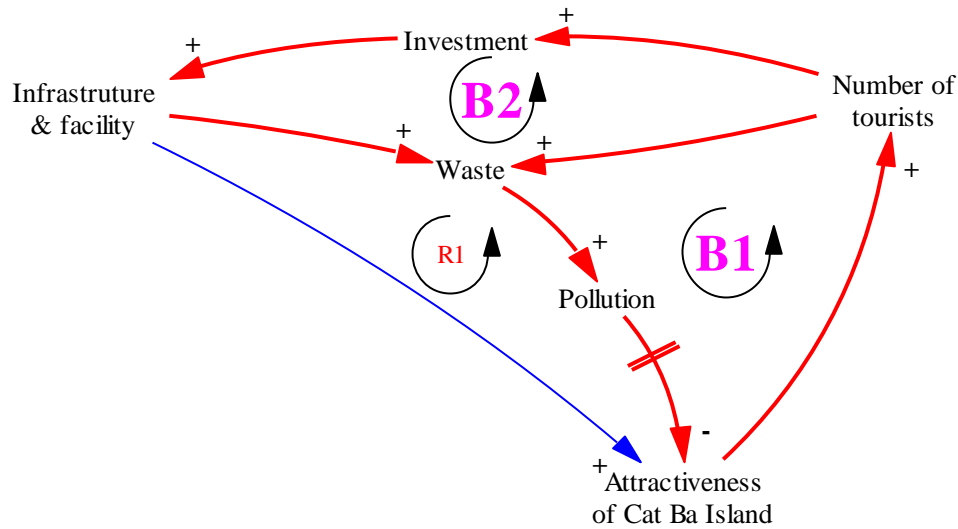 +
+
Investment
Infrastruture
& facility
B2
Number of
tourists
+
+
Waste
+
R1
+
B1
Pollution
-
+
Attractiveness
of Cat Ba Island